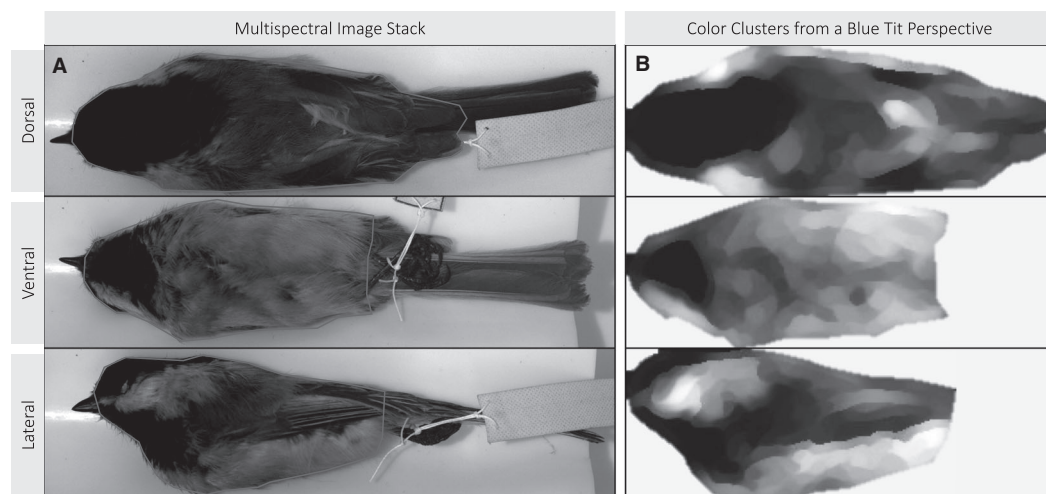 Multispectral Image Stack
Color Clusters from a Blue Tit Perspective
Dorsal
A
B
Ventral
Lateral